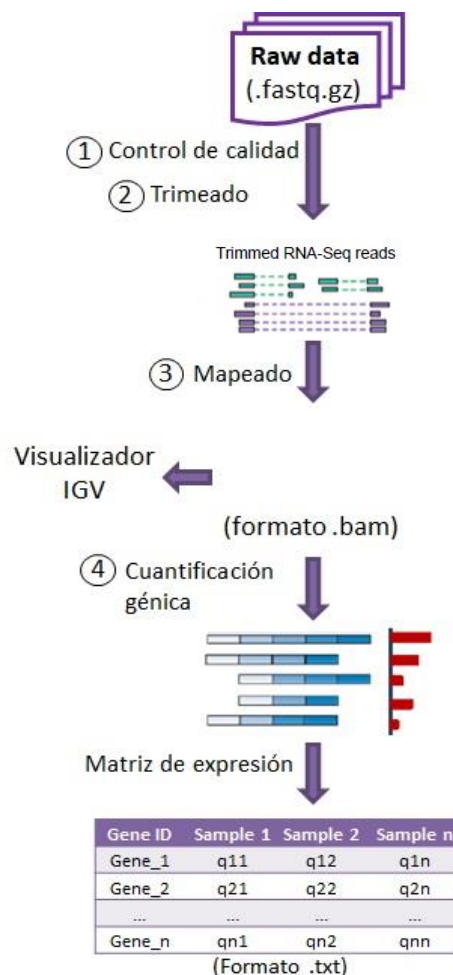 Raw data
(.fastq.gz)
1 Control de calidad
2 Trimeado
Trimmed RNA-Seq reads
3 Mapeado
Visualizador
IGV
(formato .bam)
4 Cuantificación
génica
Matriz de expresión
Gene ID Sample 1 Sample 2 Sample n
Gene_1 q11 q12 q1n
Gene_2 q21 q22 q2n
... ... ... ...
Gene_n qn1 qn2 qnn
(Formato .txt)